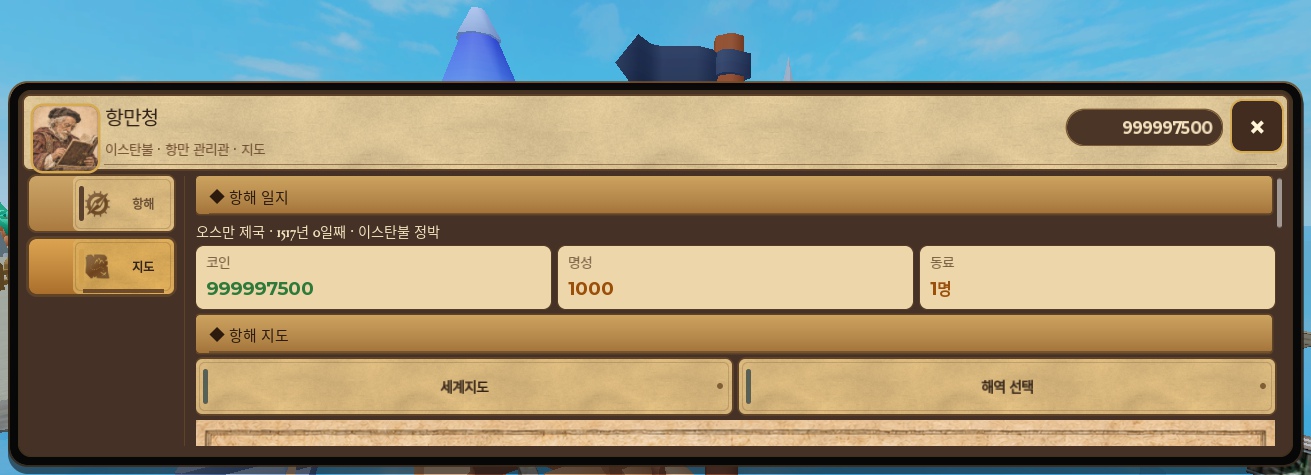 항만청
이스탄불 · 항만 관리관 · 지도
999997500
×
항해
지도
◆ 항해 일지
오스만 제국 · 1517년 0일째 · 이스탄불 정박
코인
999997500
명성
1000
동료
1명
◆ 항해 지도
세계지도
해역 선택